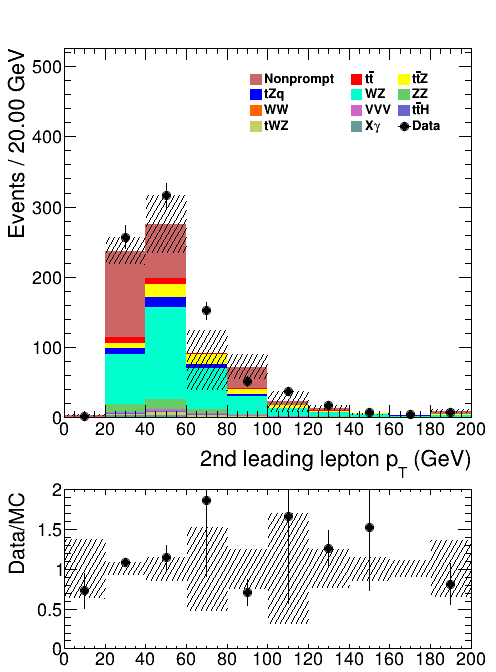 Events / 20.00 GeV
500
400
300
200
100
0
Nonprompt tt̄ tt̄Z
tZq WZ ZZ
WW VVV tt̄H
tWZ Xγ Data
0 20 40 60 80 100 120 140 160 180 200
2nd leading lepton p_T (GeV)
Data/MC
2
1.5
1
0.5
0
0 20 40 60 80 100 120 140 160 180 200